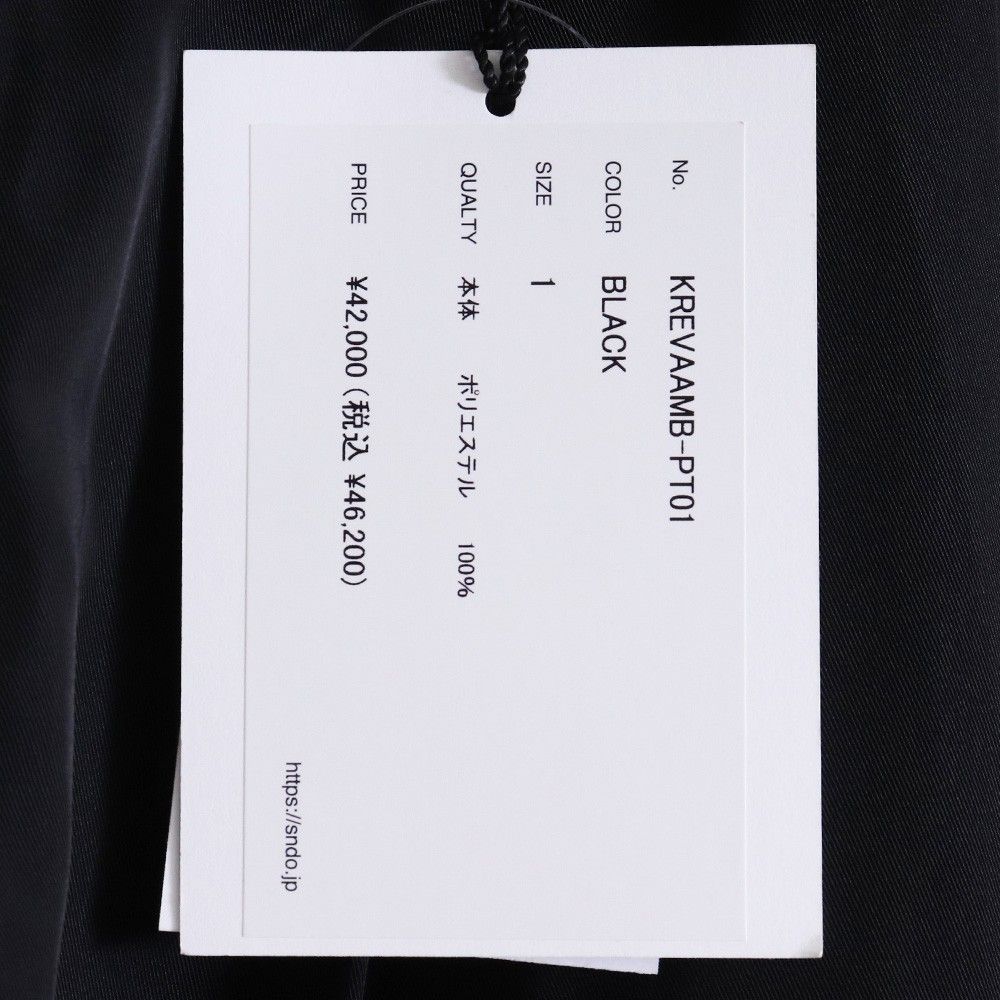 No. KREVAAMB-PT01
COLOR BLACK
SIZE 1
QUALTY 本体 ポリエステル 100%
PRICE ¥42,000 (税込 ¥46,200)
https://sndo.jp